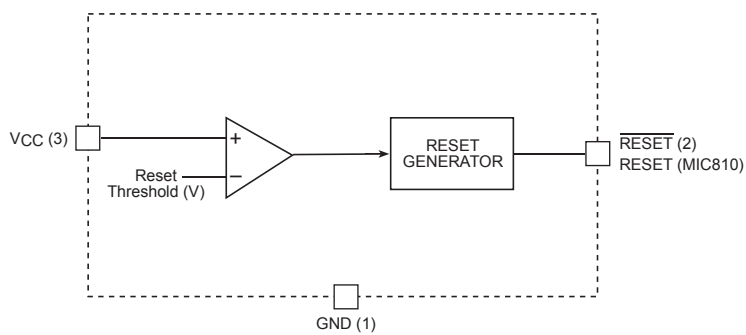 VCC (3)
+
Reset
Threshold (V)
−
RESET
GENERATOR
RESET (2)
RESET (MIC810)
GND (1)